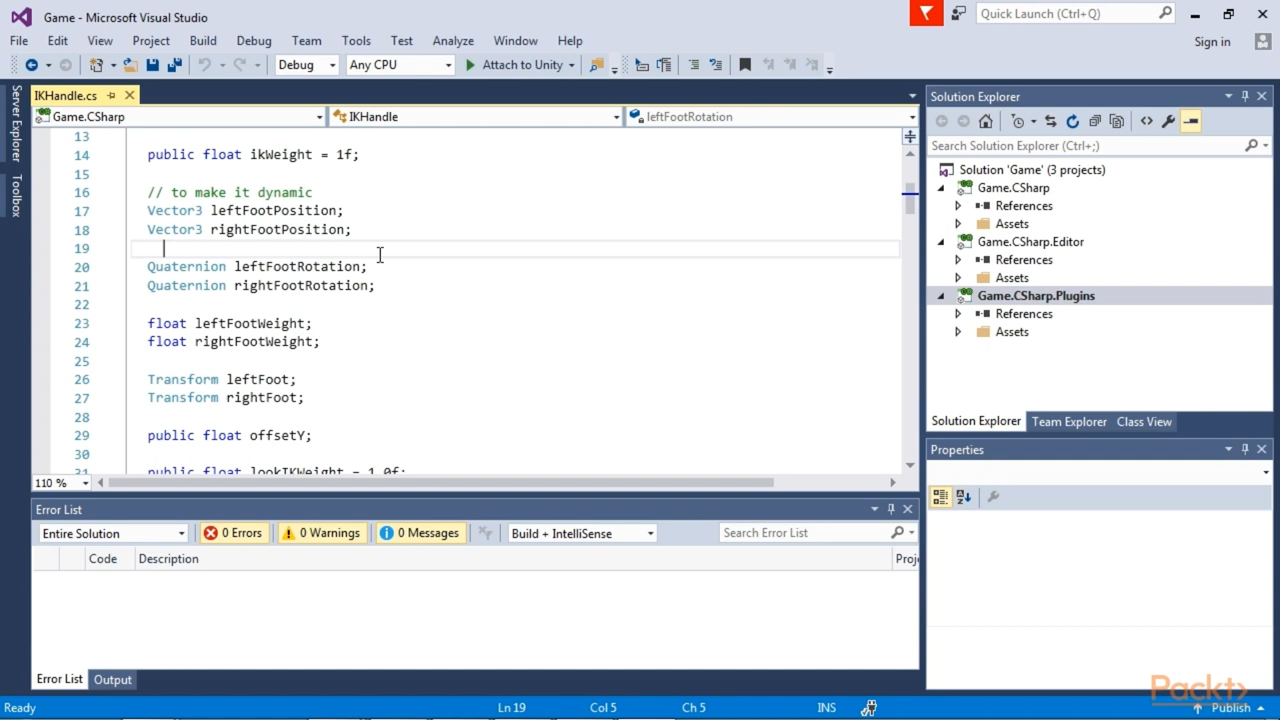 Game - Microsoft Visual Studio
Quick Launch (Ctrl+Q)
File Edit View Project Build Debug Team Tools Test Analyze Window Help
Sign in
Debug Any CPU Attach to Unity
Server Explorer
Toolbox
IKHandle.cs
Game.CSharp IKHandle leftFootRotation
13
14 public float ikWeight = 1f;
15
16 // to make it dynamic
17 Vector3 leftFootPosition;
18 Vector3 rightFootPosition;
19
20 Quaternion leftFootRotation;
21 Quaternion rightFootRotation;
22
23 float leftFootWeight;
24 float rightFootWeight;
25
26 Transform leftFoot;
27 Transform rightFoot;
28
29 public float offsetY;
30
31 public float lookIKWeight = 1.0f;
110 %
Solution Explorer
Search Solution Explorer (Ctrl+;)
Solution 'Game' (3 projects)
Game.CSharp
References
Assets
Game.CSharp.Editor
References
Assets
Game.CSharp.Plugins
References
Assets
Solution Explorer Team Explorer Class View
Properties
Error List
Entire Solution 0 Errors 0 Warnings 0 Messages Build + IntelliSense Search Error List
Code Description Proje
Error List Output
Packt>
Ready Ln 19 Col 5 Ch 5 INS Publish